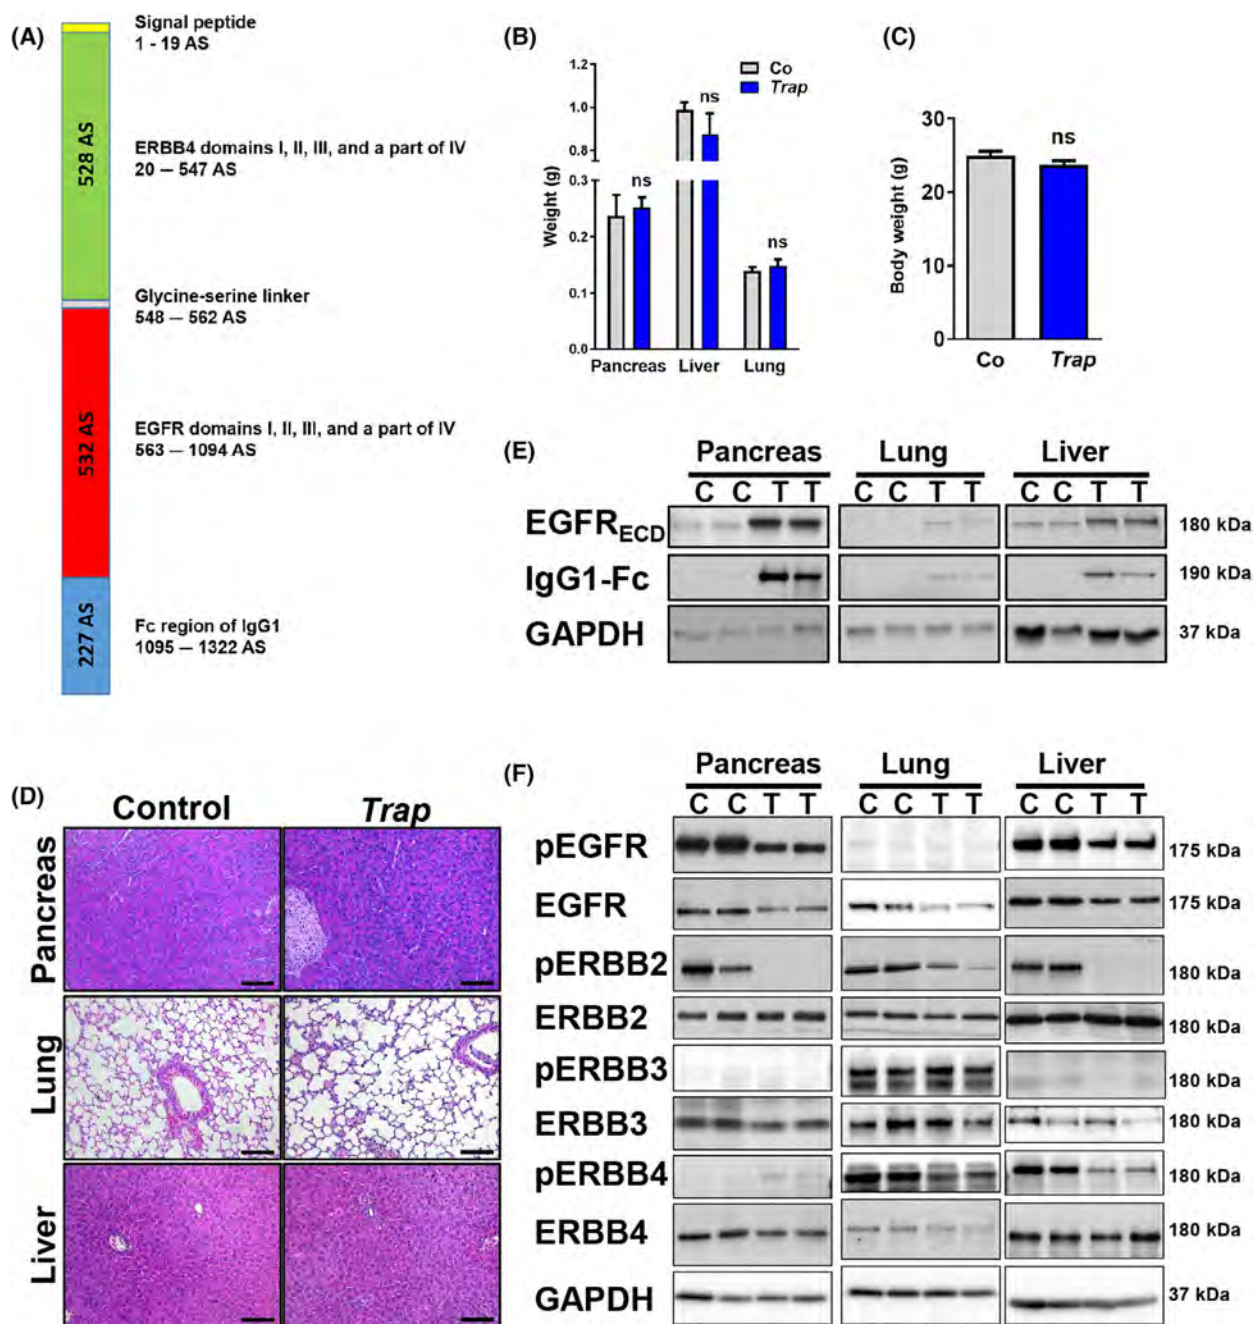 (A)
Signal peptide
1 - 19 AS
528 AS
ERBB4 domains I, II, III, and a part of IV
20 – 547 AS
Glycine-serine linker
548 – 562 AS
532 AS
EGFR domains I, II, III, and a part of IV
563 – 1094 AS
227 AS
Fc region of IgG1
1095 – 1322 AS
(B)
Co
Trap
Weight (g)
1.2
1.0
0.8
0.3
0.2
0.1
0.0
ns
ns
ns
Pancreas Liver Lung
(C)
Body weight (g)
30
20
10
0
ns
Co Trap
(E)
Pancreas Lung Liver
C C T T C C T T C C T T
EGFRECD 180 kDa
IgG1-Fc 190 kDa
GAPDH 37 kDa
(D)
Control Trap
Pancreas
Lung
Liver
(F)
Pancreas Lung Liver
C C T T C C T T C C T T
pEGFR 175 kDa
EGFR 175 kDa
pERBB2 180 kDa
ERBB2 180 kDa
pERBB3 180 kDa
ERBB3 180 kDa
pERBB4 180 kDa
ERBB4 180 kDa
GAPDH 37 kDa